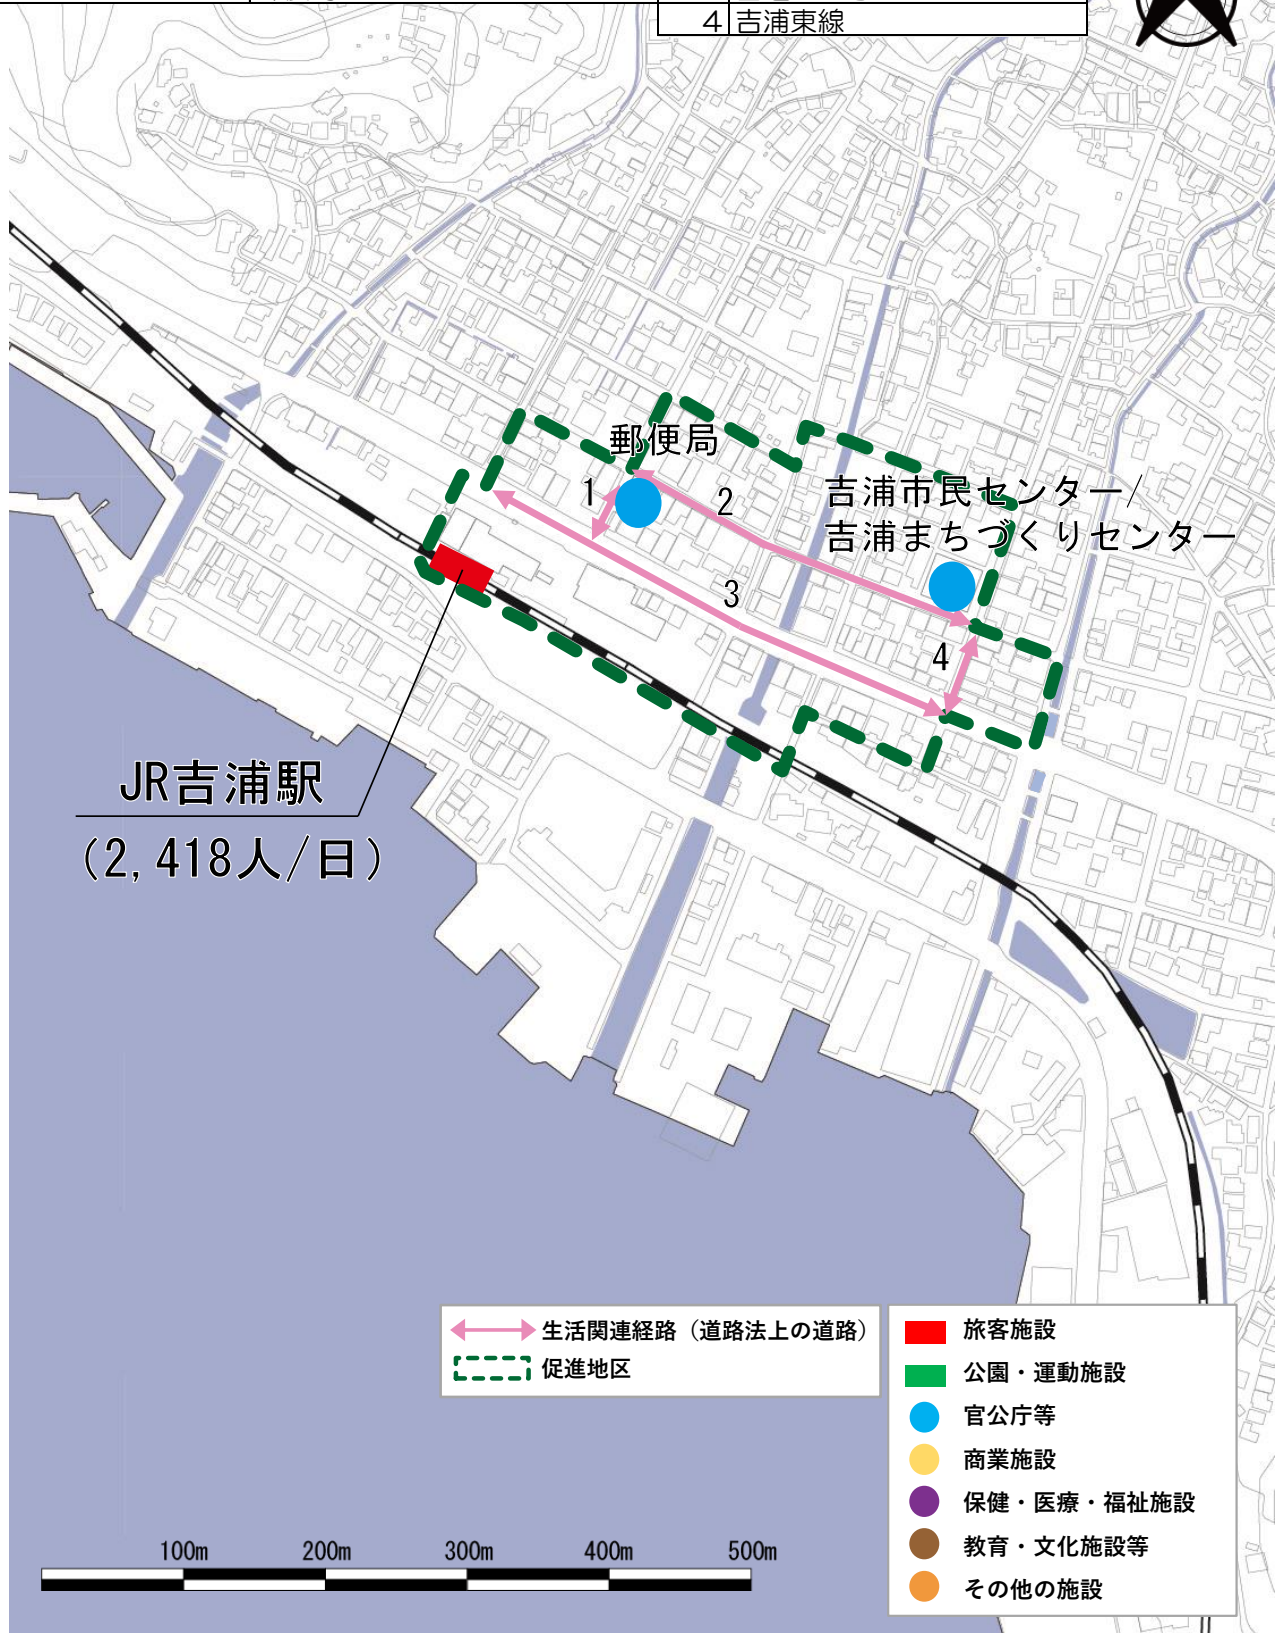 4 吉浦東線
郵便局
1
2
吉浦市民センター/
吉浦まちづくりセンター
3
4
JR吉浦駅
(2,418人/日)
生活関連経路（道路法上の道路）
促進地区
旅客施設
公園・運動施設
官公庁等
商業施設
保健・医療・福祉施設
教育・文化施設等
その他の施設
100m 200m 300m 400m 500m